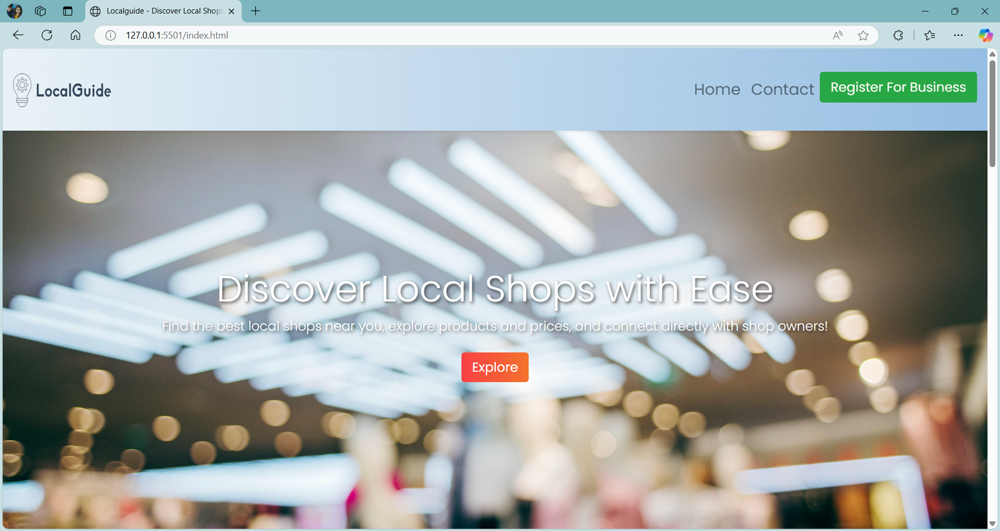 Localguide - Discover Local Shops
127.0.0.1:5501/index.html
LocalGuide
Home Contact Register For Business
Discover Local Shops with Ease
Find the best local shops near you, explore products and prices, and connect directly with shop owners!
Explore